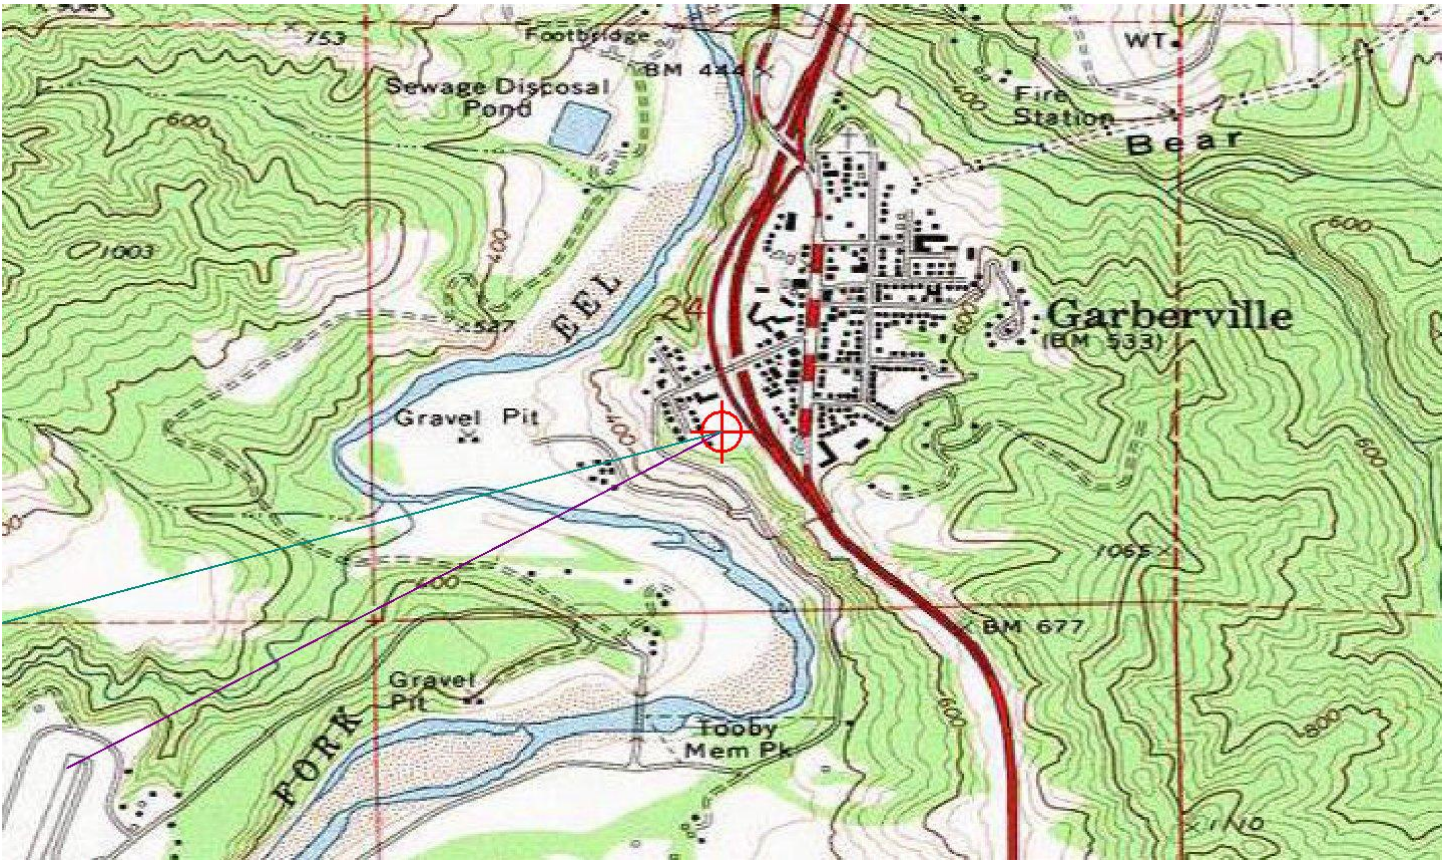 753
Footbridge
BM 444
WT
Sewage Disposal
Pond
Fire
Station
400
600
Bear
600
1003
400
EEL
24
Garberville
(BM 533)
600
527
Gravel Pit
400
600
1065
600
BM 677
Gravel
Pit
FORK
600
Tooby
Mem Pk
800
1110